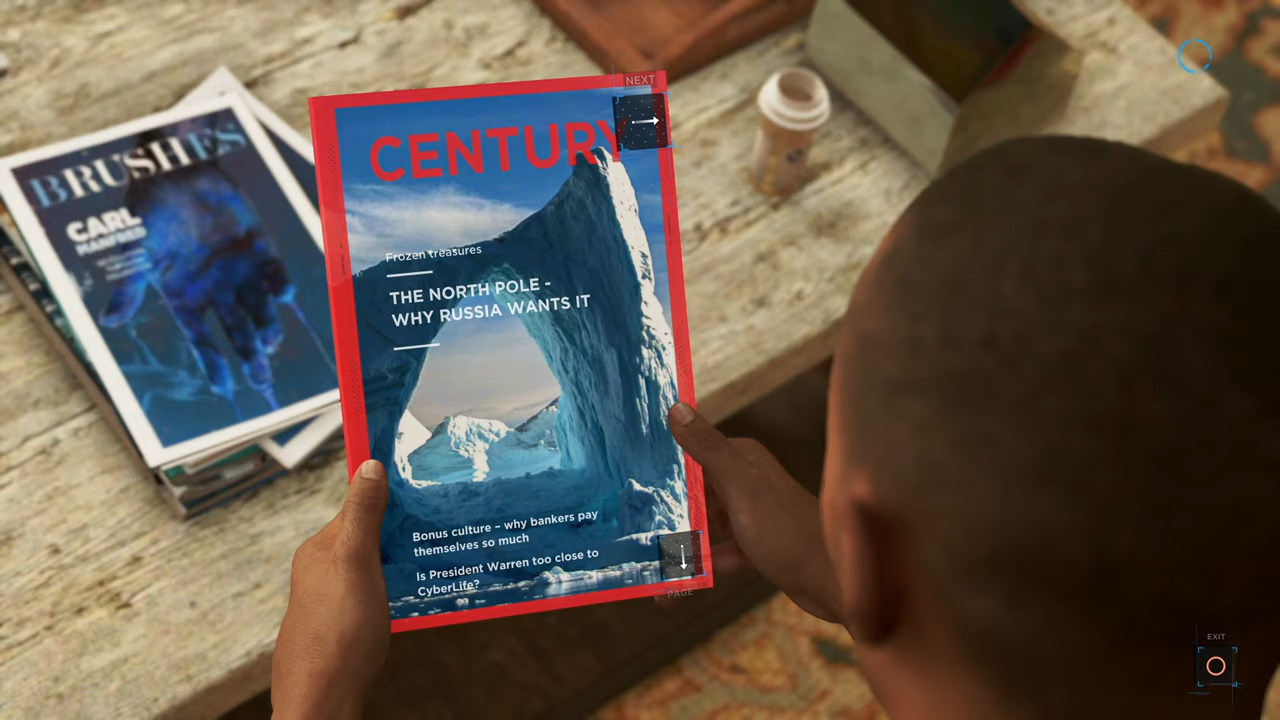 NEXT
CENTURY
Frozen treasures
THE NORTH POLE -
WHY RUSSIA WANTS IT
Bonus culture – why bankers pay
themselves so much
Is President Warren too close to
CyberLife?
PAGE
BRUSHES
CARL
MANFRED
EXIT